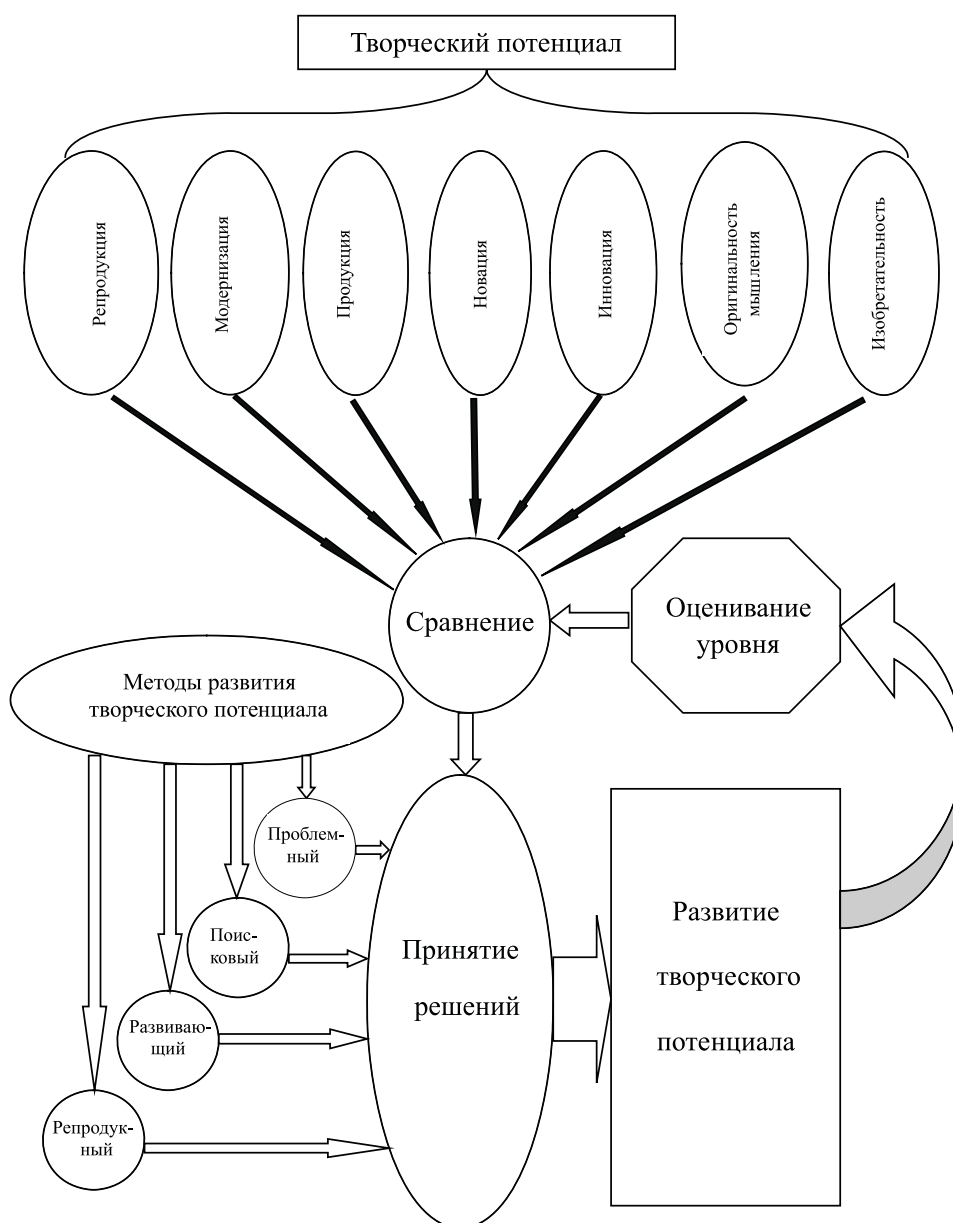 Творческий потенциал
Репродукция
Модернизация
Продукция
Новация
Инновация
Оригинальность
мышления
Изобретательность
Сравнение
Оценивание
уровня
Методы развития
творческого потенциала
Проблем-
ный
Поис-
ковый
Развиваю-
щий
Репродук-
ный
Принятие
решений
Развитие
творческого
потенциала